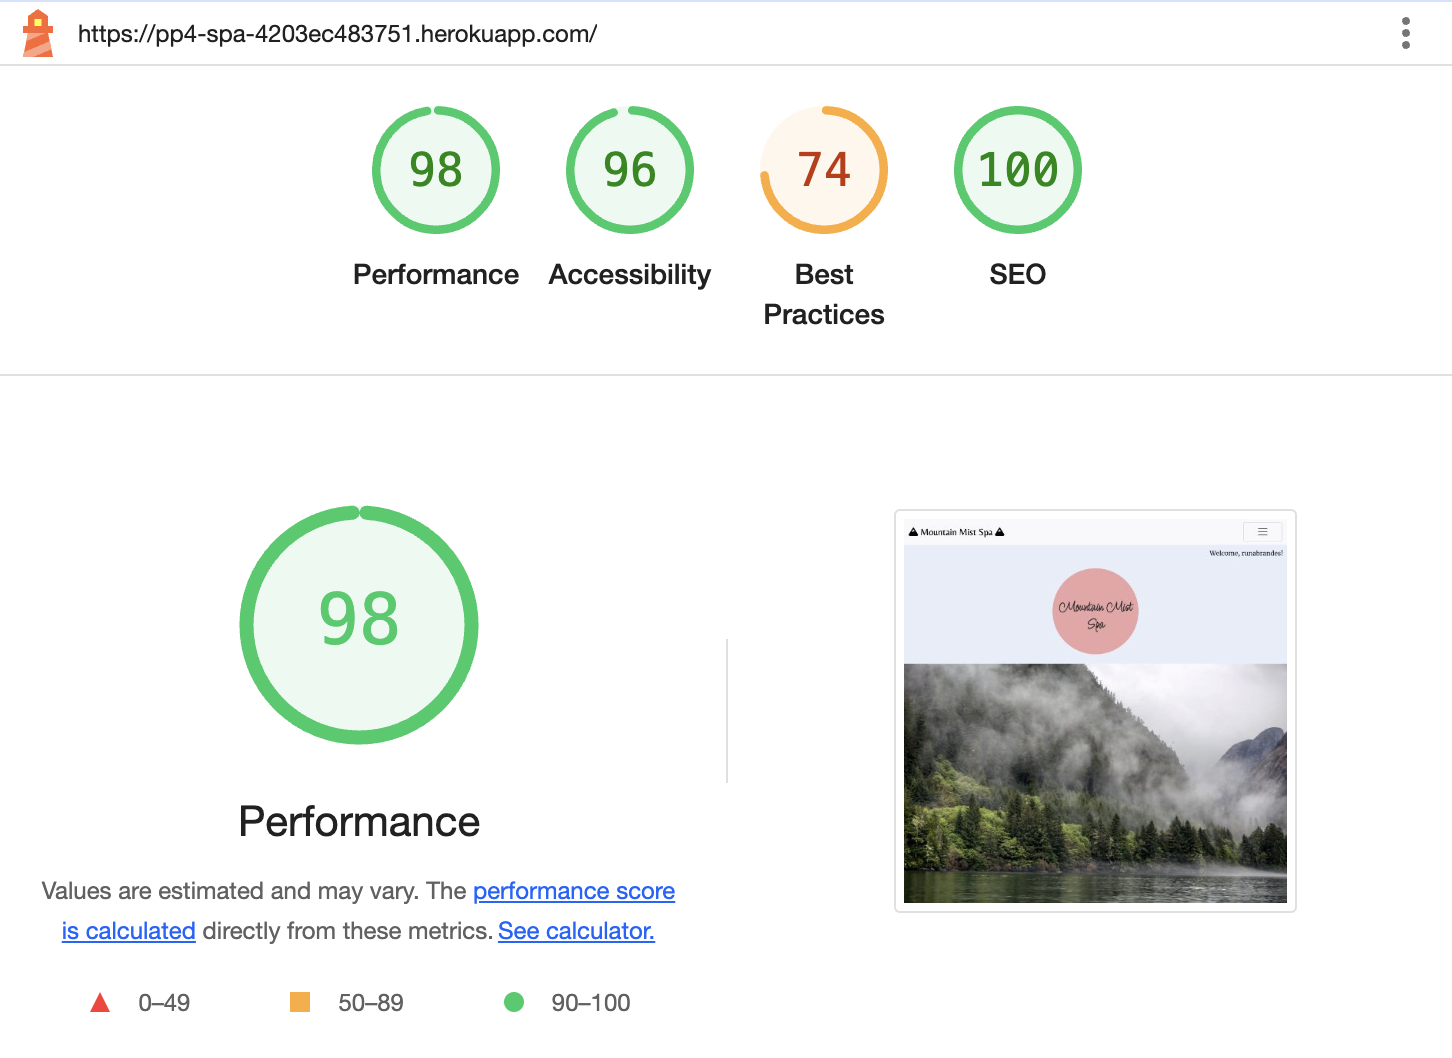 https://pp4-spa-4203ec483751.herokuapp.com/
98
96
74
100
Performance
Accessibility
Best
Practices
SEO
98
Performance
Values are estimated and may vary. The performance score
is calculated directly from these metrics. See calculator.
0–49
50–89
90–100
Mountain Mist Spa
Welcome, runabrandes!
Mountain Mist
Spa